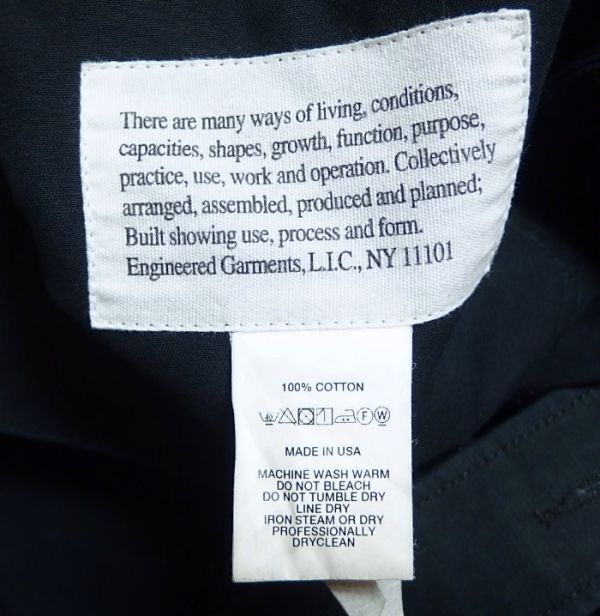 There are many ways of living, conditions,
capacities, shapes, growth, function, purpose,
practice, use, work and operation. Collectively
arranged, assembled, produced and planned;
Built showing use, process and form.
Engineered Garments, L.I.C., NY 11101
100% COTTON
F W
MADE IN USA
MACHINE WASH WARM
DO NOT BLEACH
DO NOT TUMBLE DRY
LINE DRY
IRON STEAM OR DRY
PROFESSIONALLY
DRYCLEAN